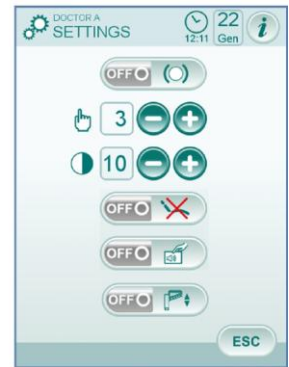 DOCTOR A
SETTINGS
12:11
22
Gen
i
OFF
3
10
OFF
OFF
OFF
ESC